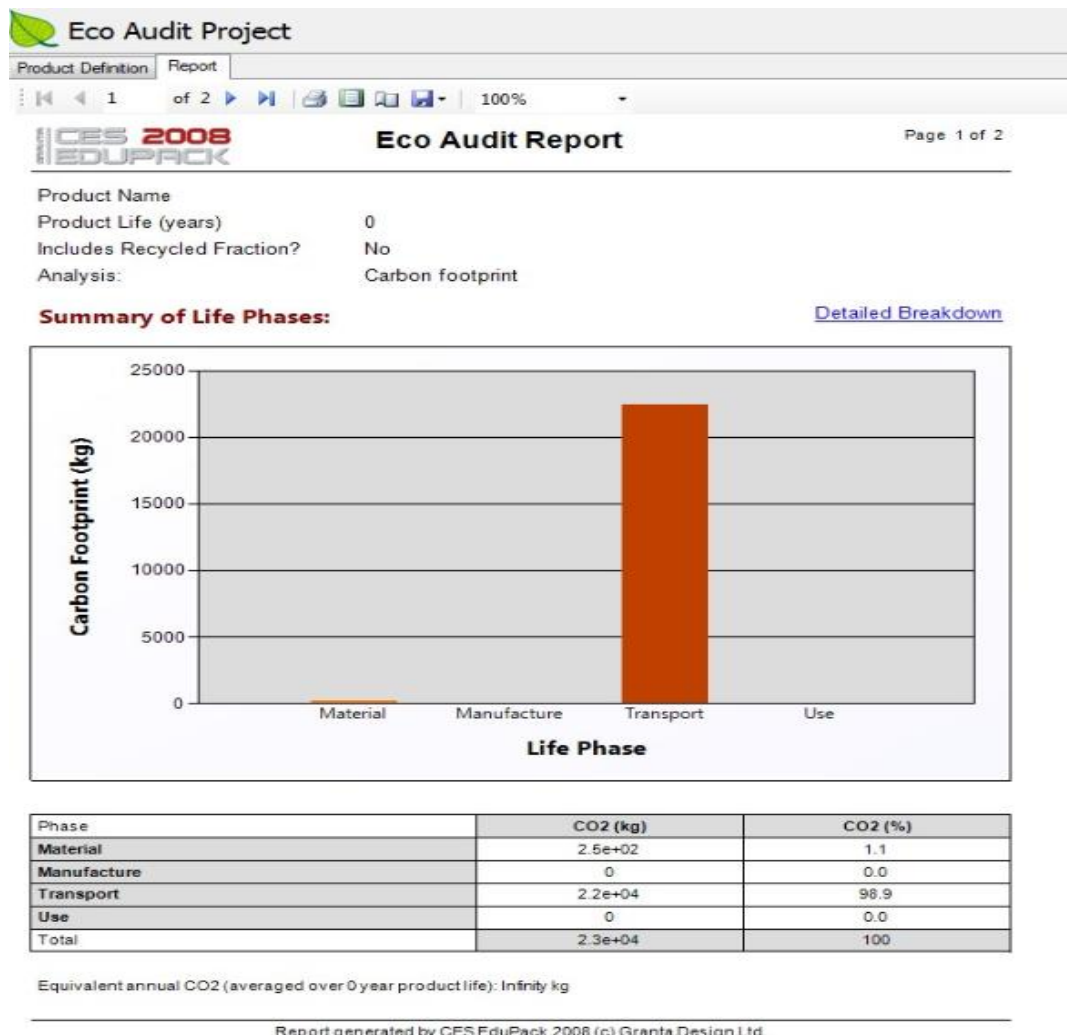 Eco Audit Project
Product Definition Report
1 of 2 100%
CES 2008 EDUPACK
Eco Audit Report
Page 1 of 2
Product Name
Product Life (years) 0
Includes Recycled Fraction? No
Analysis: Carbon footprint
Summary of Life Phases:
Detailed Breakdown
Carbon Footprint (kg)
25000
20000
15000
10000
5000
0
Material Manufacture Transport Use
Life Phase
Phase CO2 (kg) CO2 (%)
Material 2.5e+02 1.1
Manufacture 0 0.0
Transport 2.2e+04 98.9
Use 0 0.0
Total 2.3e+04 100
Equivalent annual CO2 (averaged over 0 year product life): Infinity kg
Report generated by CES EduPack 2008 (c) Granta Design Ltd